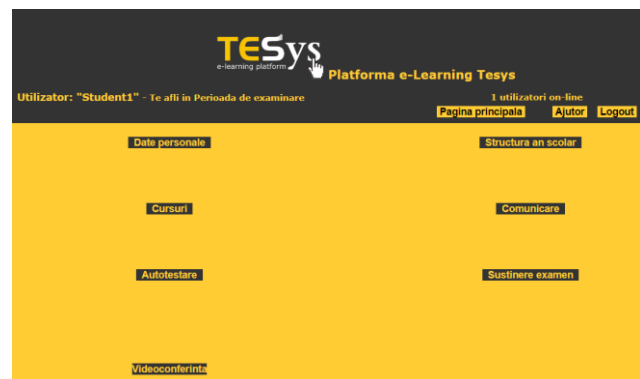 TESys
e-learning platform
Platforma e-Learning Tesys
Utilizator: "Student1" - Te afli in Perioada de examinare
1 utilizatori on-line
Pagina principala Ajutor Logout
Date personale Structura an scolar
Cursuri Comunicare
Autotestare Sustinere examen
Videoconferinta